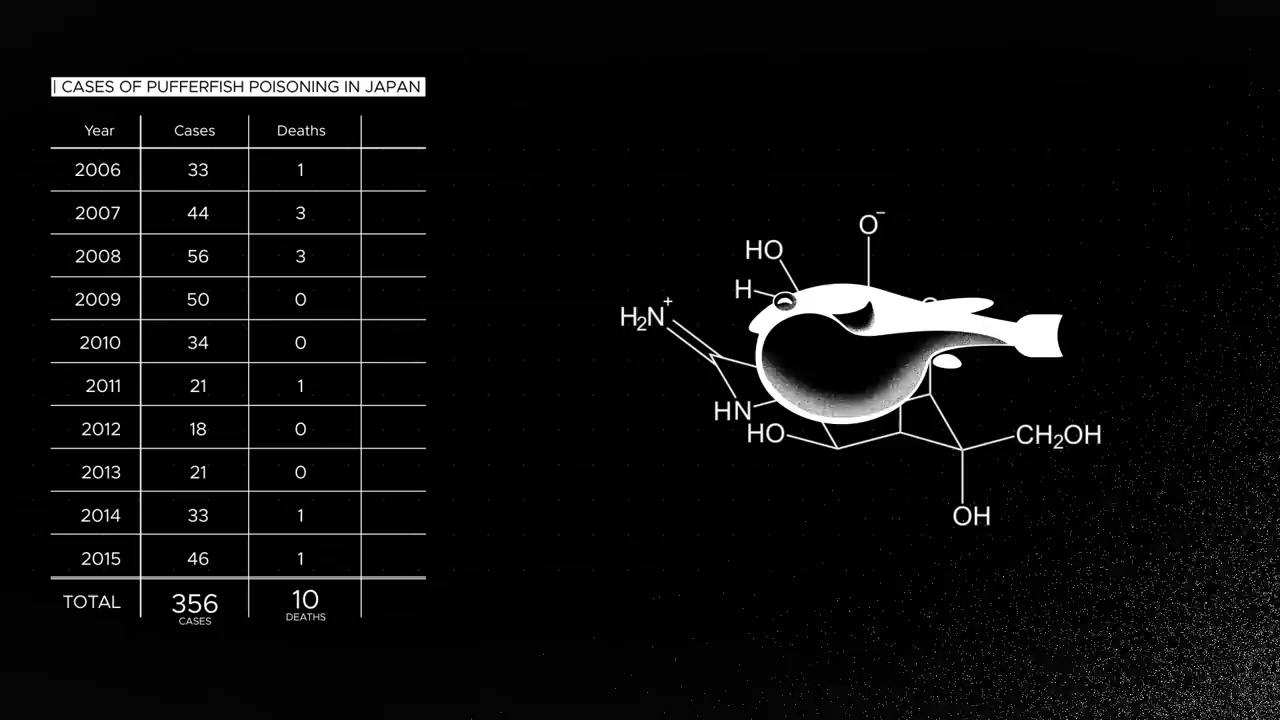 | CASES OF PUFFERFISH POISONING IN JAPAN
Year Cases Deaths
2006 33 1
2007 44 3
2008 56 3
2009 50 0
2010 34 0
2011 21 1
2012 18 0
2013 21 0
2014 33 1
2015 46 1
TOTAL 356 10
CASES DEATHS
O⁻
HO
H
H₂N⁺
HN
HO
CH₂OH
OH